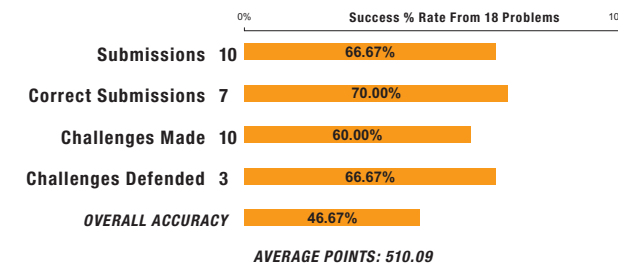 0% Success % Rate From 18 Problems 10
Submissions 10 66.67%
Correct Submissions 7 70.00%
Challenges Made 10 60.00%
Challenges Defended 3 66.67%
OVERALL ACCURACY 46.67%
AVERAGE POINTS: 510.09